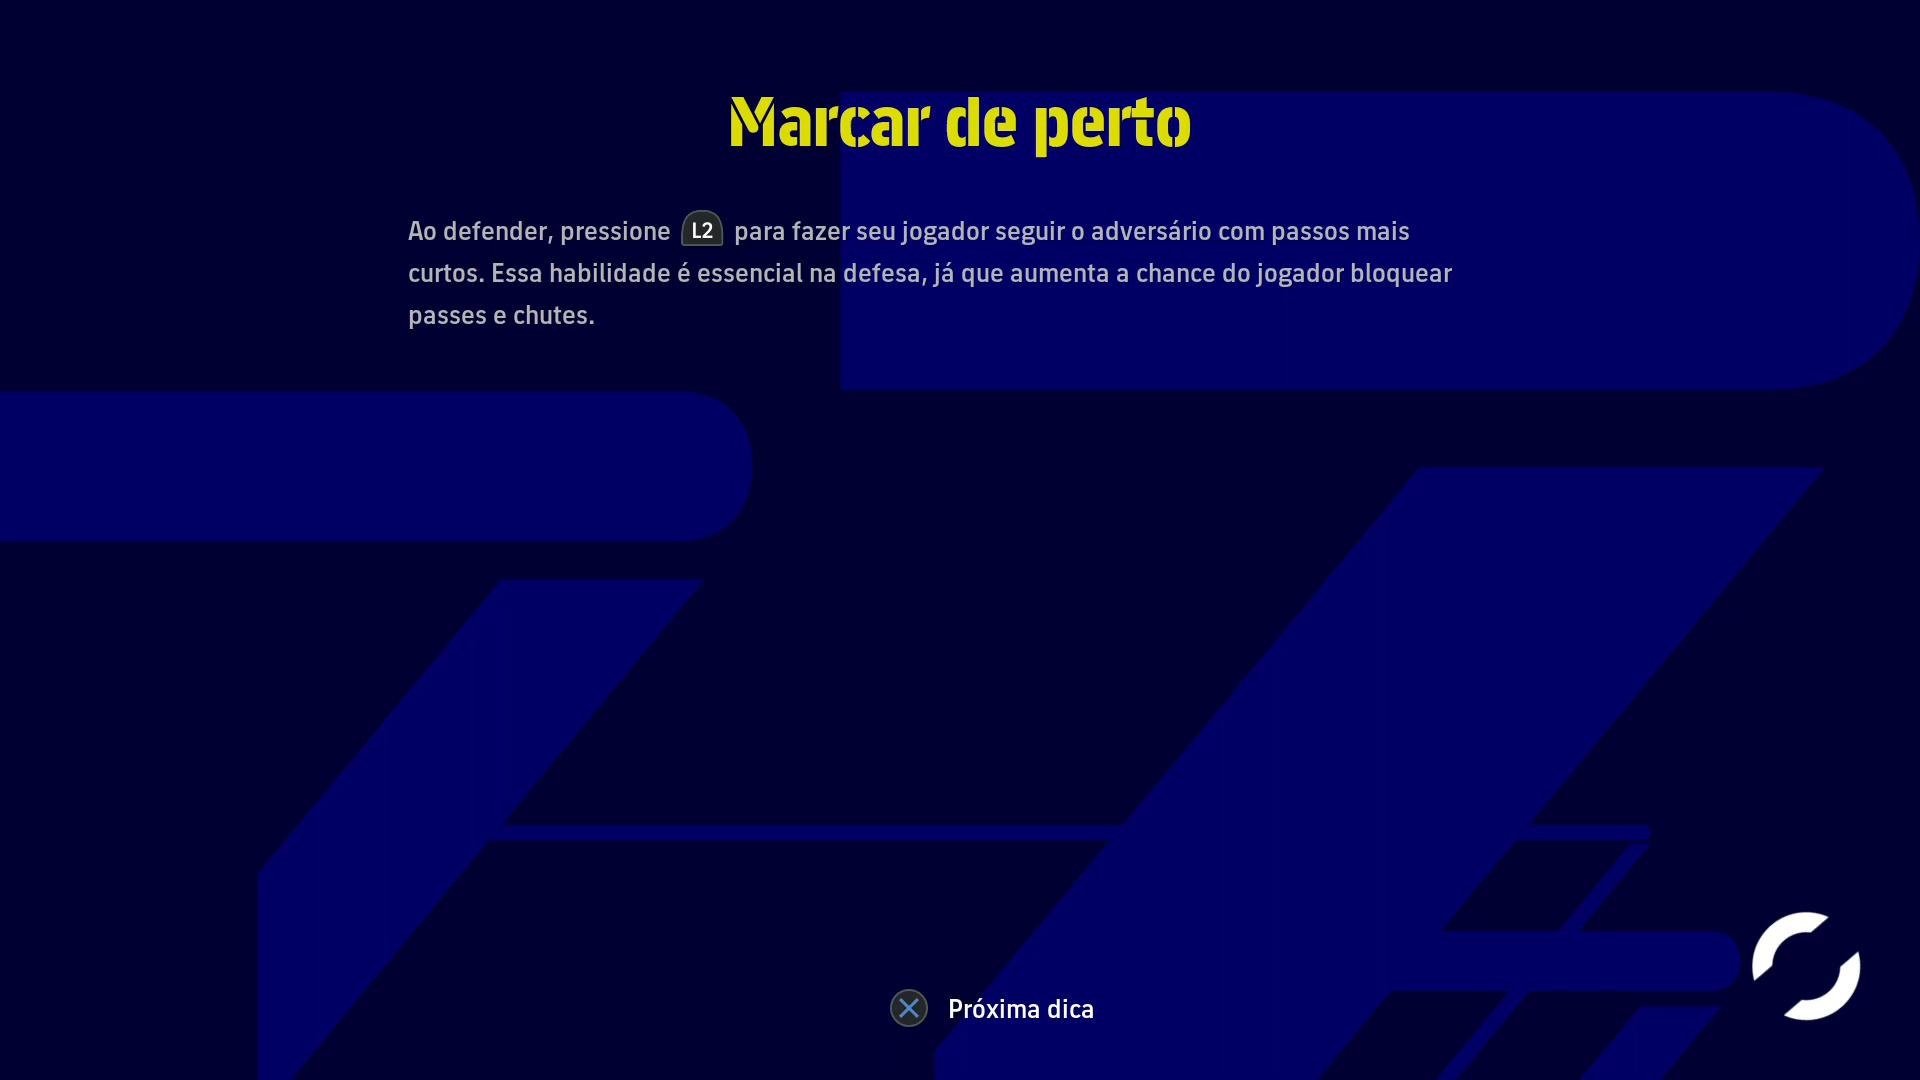 Marcar de perto
Ao defender, pressione L2 para fazer seu jogador seguir o adversário com passos mais
curtos. Essa habilidade é essencial na defesa, já que aumenta a chance do jogador bloquear
passes e chutes.
Próxima dica